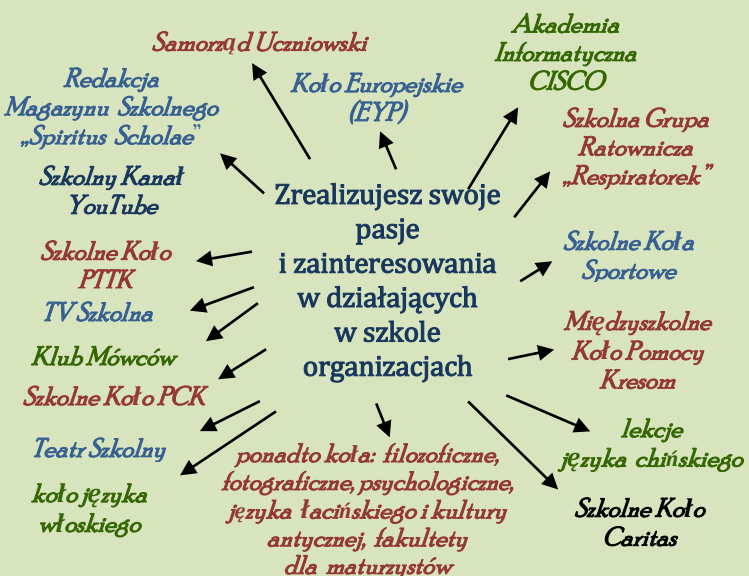 Samorząd Uczniowski
Akademia
Informatyczna
CISCO
Redakcja
Magazynu Szkolnego
„Spiritus Scholae”
Koło Europejskie
(EYP)
Szkolna Grupa
Ratownicza
„Respiratorek”
Szkolny Kanał
YouTube
Zrealizujesz swoje
pasje
i zainteresowania
w działających
w szkole
organizacjach
Szkolne Koło
PTTK
Szkolne Koła
Sportowe
TV Szkolna
Międzyszkolne
Koło Pomocy
Kresom
Klub Mówców
Szkolne Koło PCK
Teatr Szkolny
lekcje
języka chińskiego
koło języka
włoskiego
ponadto koła: filozoficzne,
fotograficzne, psychologiczne,
języka łacińskiego i kultury
antycznej, fakultety
dla maturzystów
Szkolne Koło
Caritas